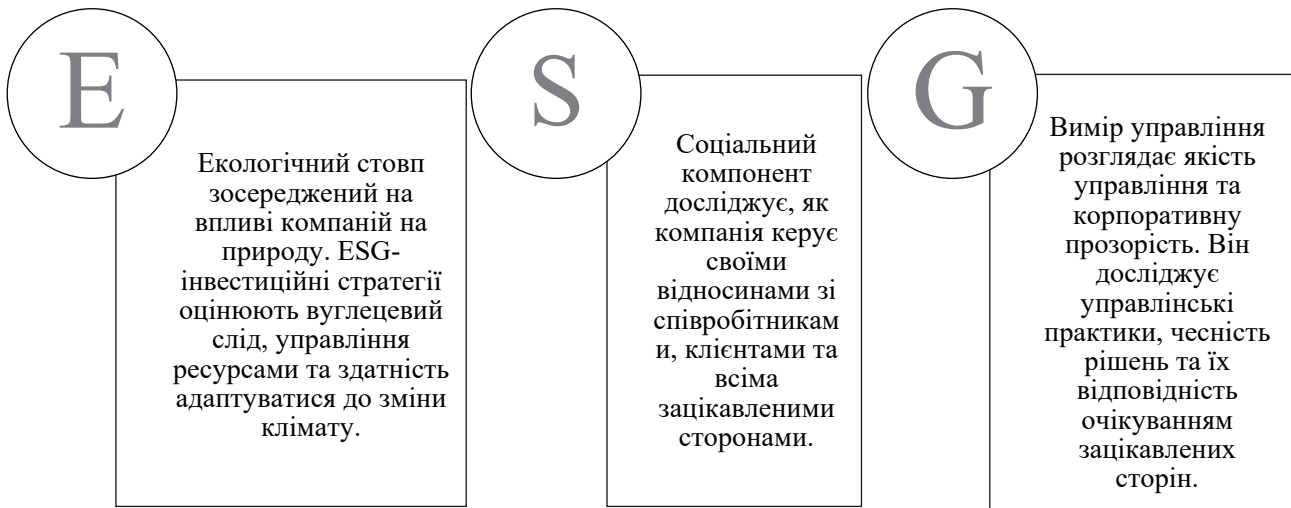 E
Екологічний стовп
зосереджений на
впливі компаній на
природу. ESG-
інвестиційні стратегії
оцінюють вуглецевий
слід, управління
ресурсами та здатність
адаптуватися до зміни
клімату.
S
Соціальний
компонент
досліджує, як
компанія керує
своїми
відносинами зі
співробітникам
и, клієнтами та
всіма
зацікавленими
сторонами.
G
Вимір управління
розглядає якість
управління та
корпоративну
прозорість. Він
досліджує
управлінські
практики, чесність
рішень та їх
відповідність
очікуванням
зацікавлених
сторін.